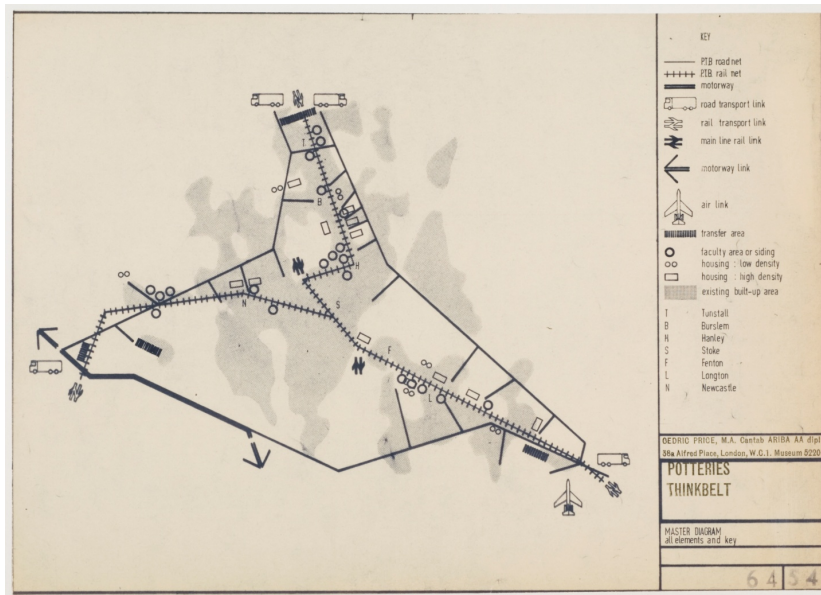 KEY
PTB road net
PTB rail net
motorway
road transport link
rail transport link
main line rail link
motorway link
air link
transfer area
faculty area or siding
housing : low density
housing : high density
existing built-up area
T Tunstall
B Burslem
H Hanley
S Stoke
F Fenton
L Longton
N Newcastle
T
B
H
S
N
F
L
CEDRIC PRICE, M.A. Cantab ARIBA AA dipl
38a Alfred Place, London, W.C.1. Museum 5220
POTTERIES
THINKBELT
MASTER DIAGRAM
all elements and key
64 54